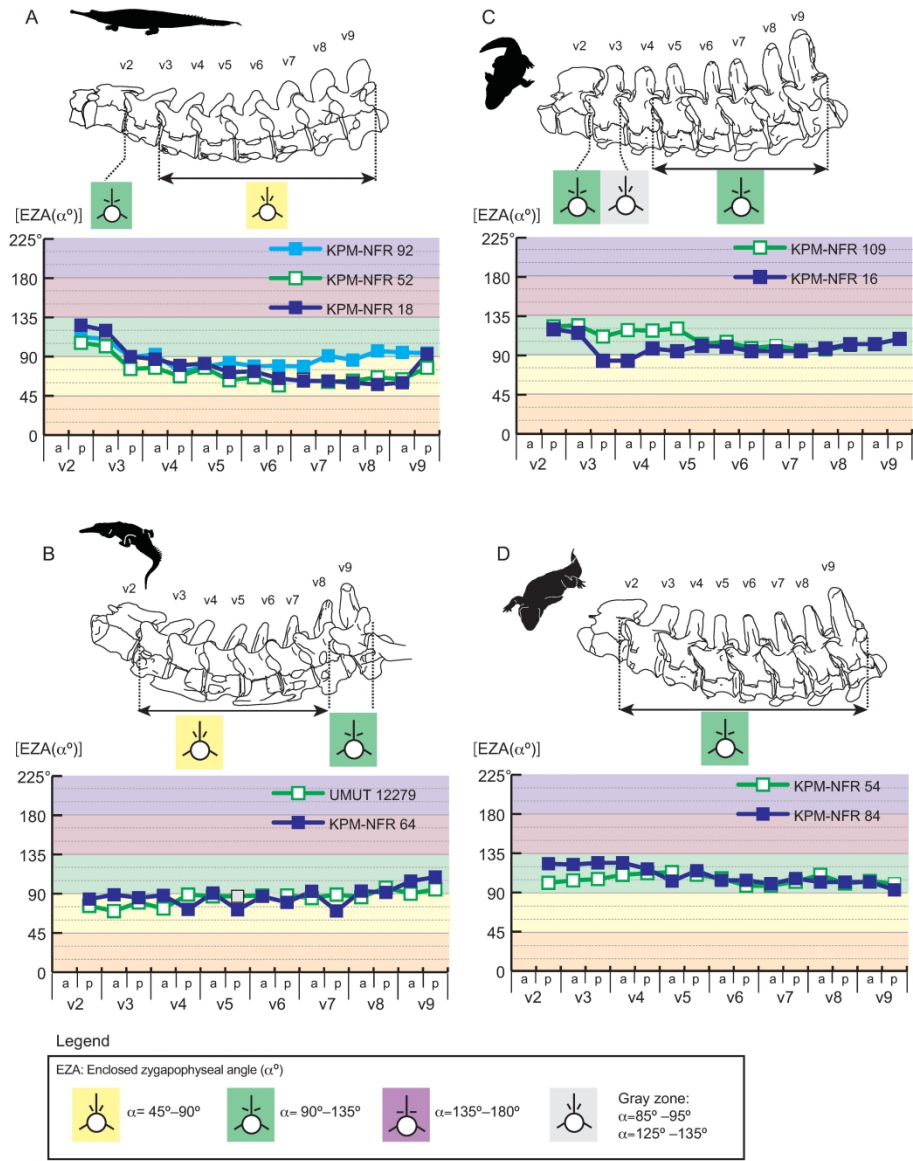 A
v2 v3 v4 v5 v6 v7 v8 v9
[EZA(α°)]
225°
180
135
90
45
0
KPM-NFR 92
KPM-NFR 52
KPM-NFR 18
a p a p a p a p a p a p a p a p
v2 v3 v4 v5 v6 v7 v8 v9
C
v2 v3 v4 v5 v6 v7 v8 v9
[EZA(α°)]
225°
180
135
90
45
0
KPM-NFR 109
KPM-NFR 16
a p a p a p a p a p a p a p a p
v2 v3 v4 v5 v6 v7 v8 v9
B
v2 v3 v4 v5 v6 v7 v8 v9
[EZA(α°)]
225°
180
135
90
45
0
UMUT 12279
KPM-NFR 64
a p a p a p a p a p a p a p a p
v2 v3 v4 v5 v6 v7 v8 v9
D
v2 v3 v4 v5 v6 v7 v8 v9
[EZA(α°)]
225°
180
135
90
45
0
KPM-NFR 54
KPM-NFR 84
a p a p a p a p a p a p a p a p
v2 v3 v4 v5 v6 v7 v8 v9
Legend
EZA: Enclosed zygapophyseal angle (α°)
α= 45°–90°
α= 90°–135°
α=135°–180°
Gray zone:
α=85° –95°
α=125° –135°